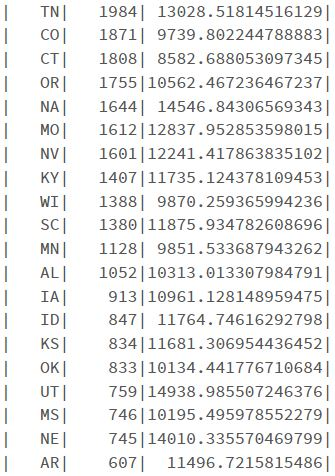 |   TN|   1984| 13028.51814516129|
|   CO|   1871| 9739.802244788883|
|   CT|   1808| 8582.688053097345|
|   OR|   1755|10562.467236467237|
|   NA|   1644| 14546.84306569343|
|   MO|   1612|12837.952853598015|
|   NV|   1601|12241.417863835102|
|   KY|   1407|11735.124378109453|
|   WI|   1388| 9870.259365994236|
|   SC|   1380|11875.934782608696|
|   MN|   1128| 9851.533687943262|
|   AL|   1052|10313.013307984791|
|   IA|    913|10961.128148959475|
|   ID|    847| 11764.74616292798|
|   KS|    834|11681.306954436452|
|   OK|    833|10134.441776710684|
|   UT|    759|14938.985507246376|
|   MS|    746|10195.495978552279|
|   NE|    745|14010.335570469799|
|   AR|    607|  11496.7215815486|